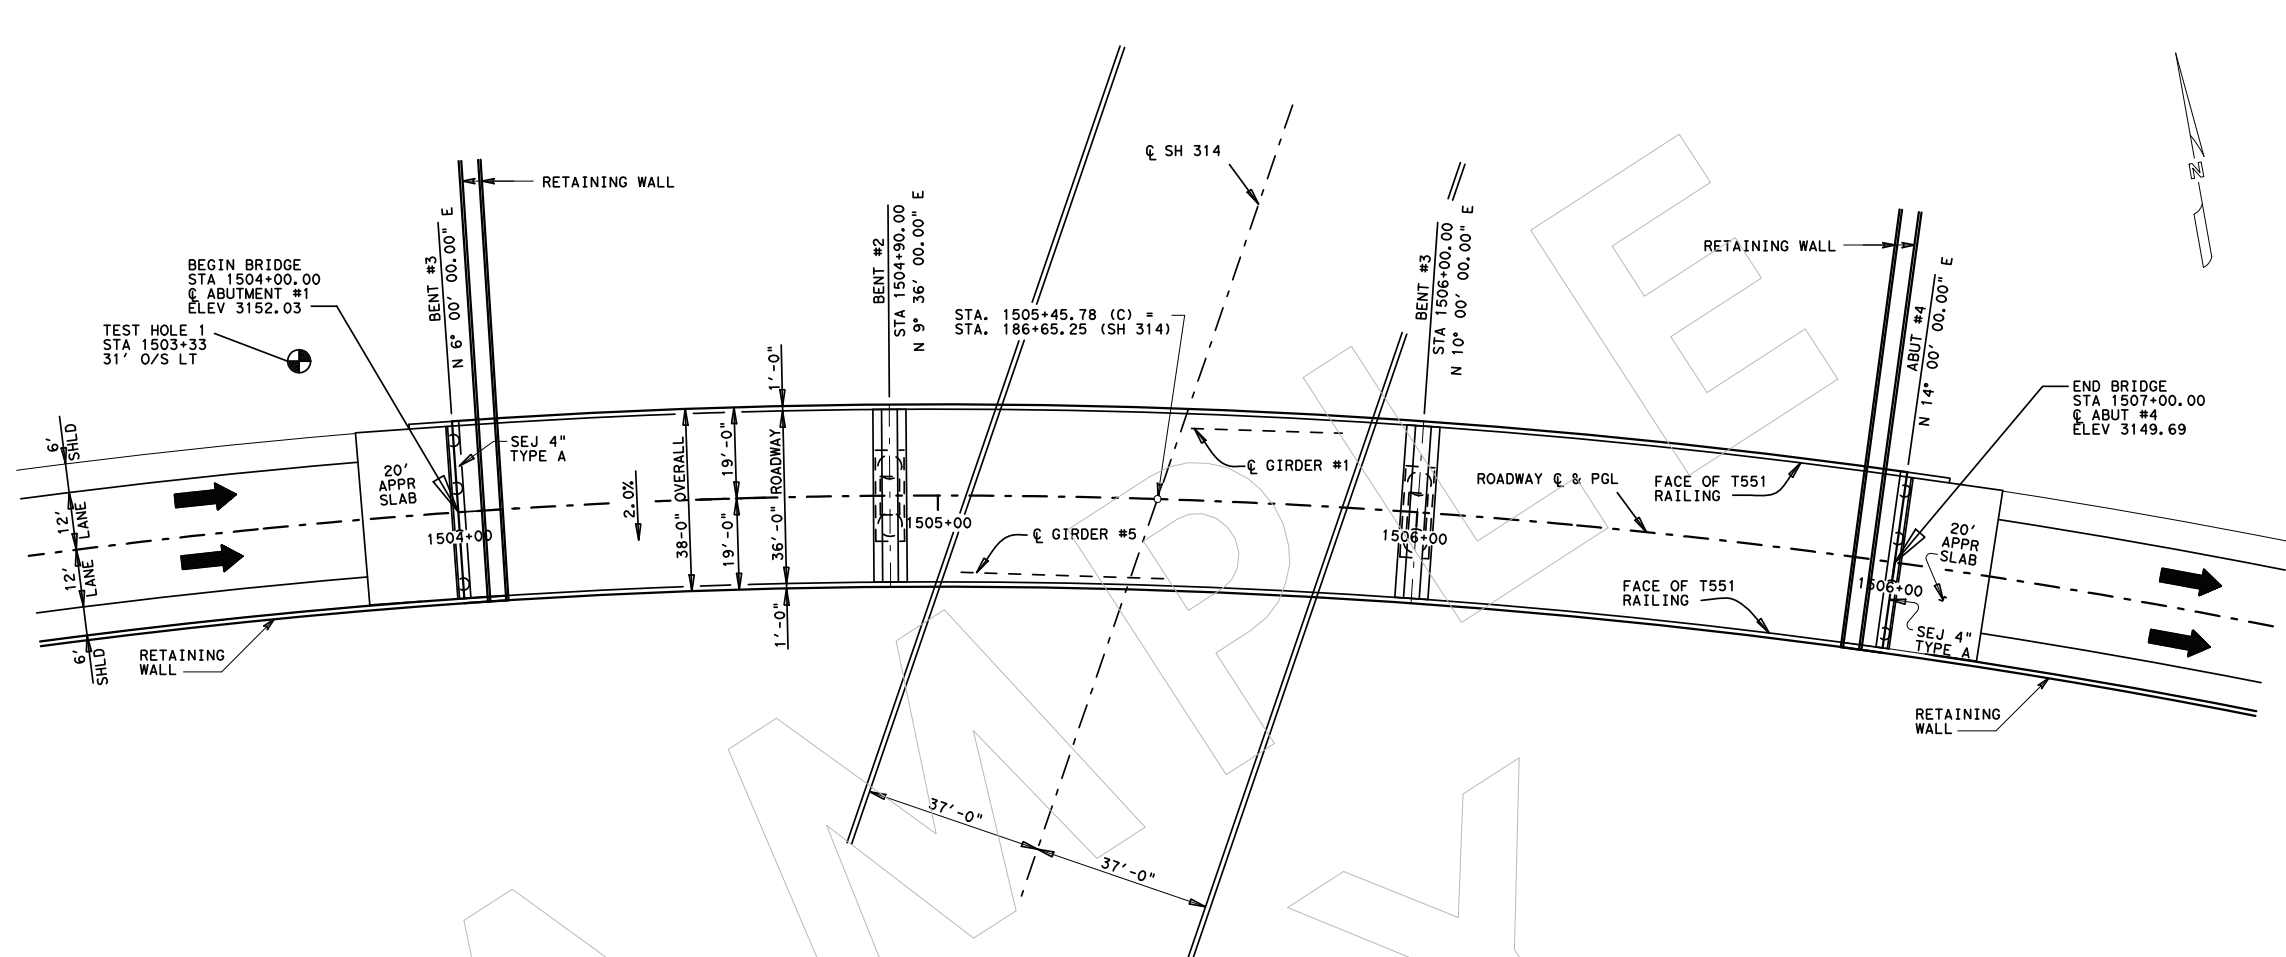 ℄ SH 314
RETAINING WALL
BEGIN BRIDGE
STA 1504+00.00
℄ ABUTMENT #1
ELEV 3152.03
TEST HOLE 1
STA 1503+33
31' O/S LT
BENT #3
N 6° 00' 00.00" E
BENT #2
STA 1504+90.00
N 9° 36' 00.00" E
STA. 1505+45.78 (C) =
STA. 186+65.25 (SH 314)
BENT #3
STA 1506+00.00
N 10° 00' 00.00" E
RETAINING WALL
ABUT #4
N 14° 00' 00.00" E
END BRIDGE
STA 1507+00.00
℄ ABUT #4
ELEV 3149.69
N
6'
SHLD
12'
LANE
12'
LANE
6'
SHLD
20'
APPR
SLAB
SEJ 4"
TYPE A
1504+00
2.0%
38-0" OVERALL
19'-0"
19'-0"
1'-0"
36'-0" ROADWAY
1'-0"
1505+00
℄ GIRDER #1
℄ GIRDER #5
1506+00
ROADWAY ℄ & PGL
FACE OF T551
RAILING
FACE OF T551
RAILING
20'
APPR
SLAB
1506+00
SEJ 4"
TYPE A
RETAINING
WALL
RETAINING
WALL
37'-0"
37'-0"